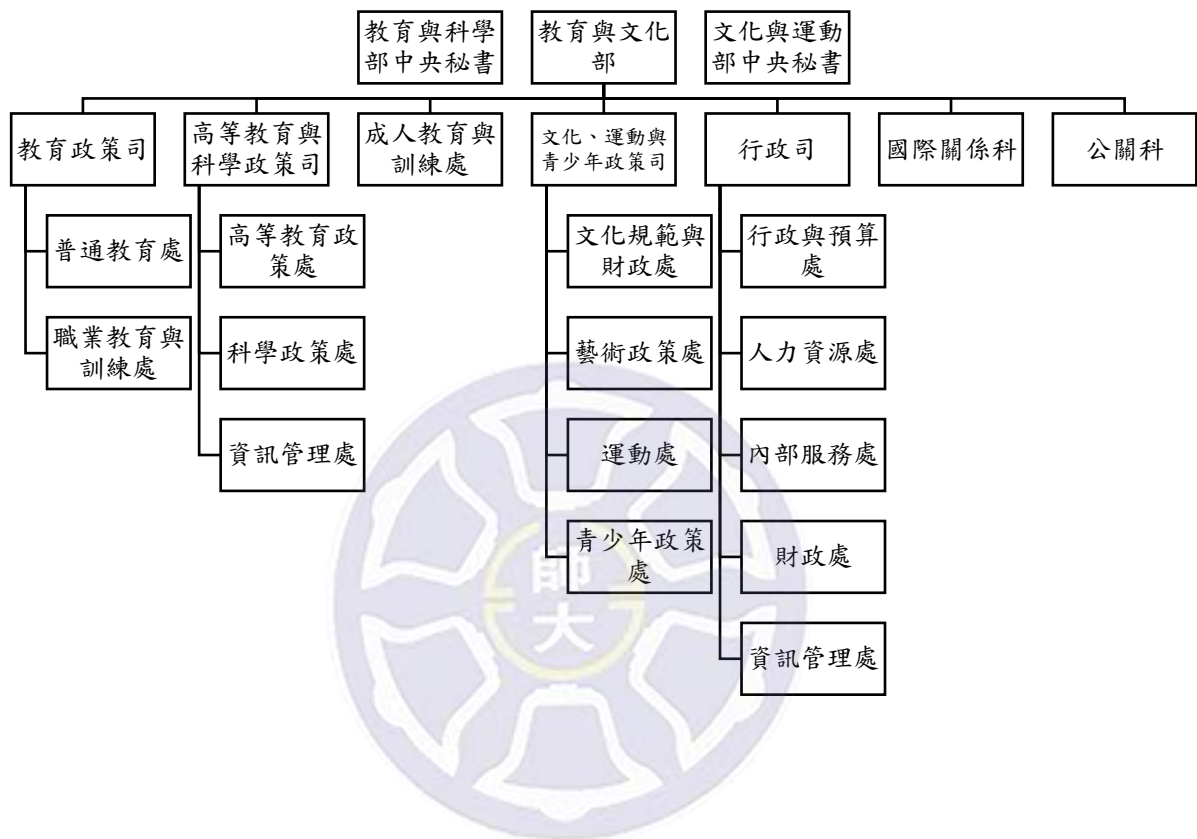 教育與科學
部中央秘書
教育與文化
部
文化與運動
部中央秘書
教育政策司
高等教育與
科學政策司
成人教育與
訓練處
文化、運動與
青少年政策司
行政司
國際關係科
公關科
普通教育處
職業教育與
訓練處
高等教育政
策處
科學政策處
資訊管理處
文化規範與
財政處
藝術政策處
運動處
青少年政策
處
行政與預算
處
人力資源處
內部服務處
財政處
資訊管理處
師
大